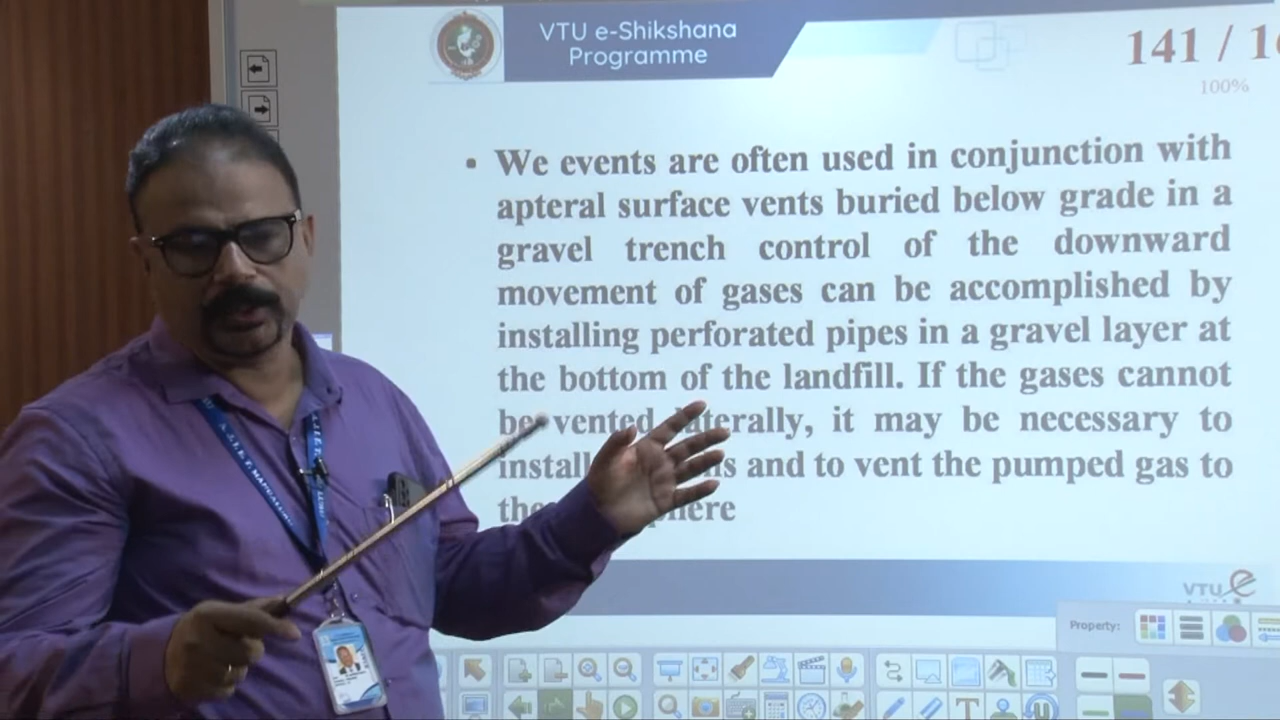 VTU e-Shikshana
Programme
141 / 1
100%
We events are often used in conjunction with
apteral surface vents buried below grade in a
gravel trench control of the downward
movement of gases can be accomplished by
installing perforated pipes in a gravel layer at
the bottom of the landfill. If the gases cannot
be vented laterally, it may be necessary to
install and to vent the pumped gas to
VTU e
Property: